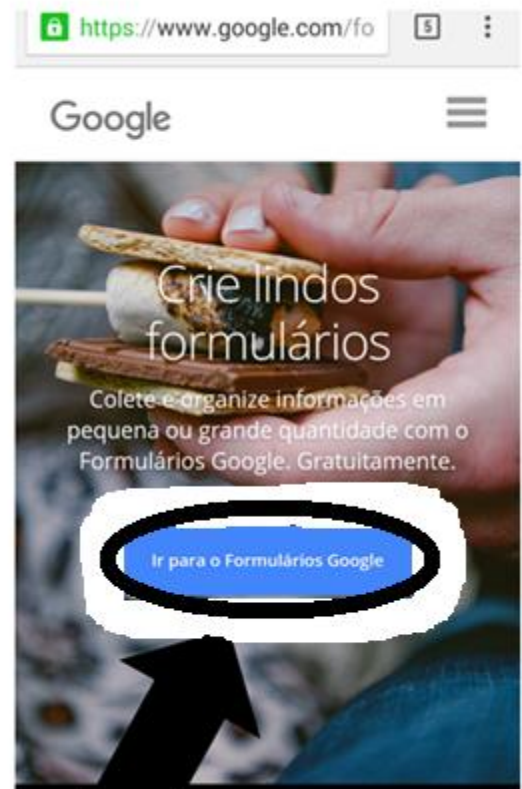 https://www.google.com/fo
5
Google
Crie lindos
formulários
Colete e organize informações em
pequena ou grande quantidade com o
Formulários Google. Gratuitamente.
Ir para o Formulários Google